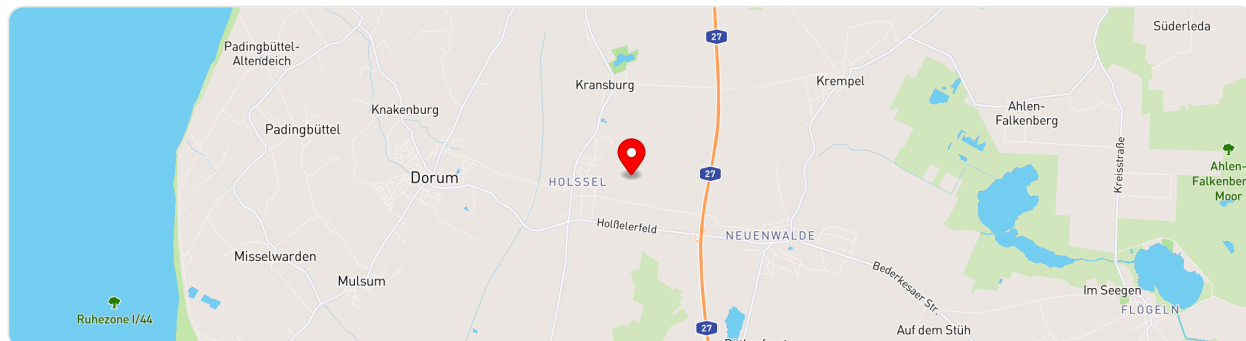 Süderleda
27
Padingbüttel-
Altendeich
Kransburg
Krempel
Knakenburg
Ahlen-
Falkenberg
Padingbüttel
Kreisstraße
Ahlen-
Moor
Dorum
HOLSSEL
27
Holßelerfeld
NEUENWALDE
Misselwarden
Bederkesaer Str.
Mulsum
Im Seegen
FLÖGELN
Ruhezone I/44
27
Auf dem Stüh